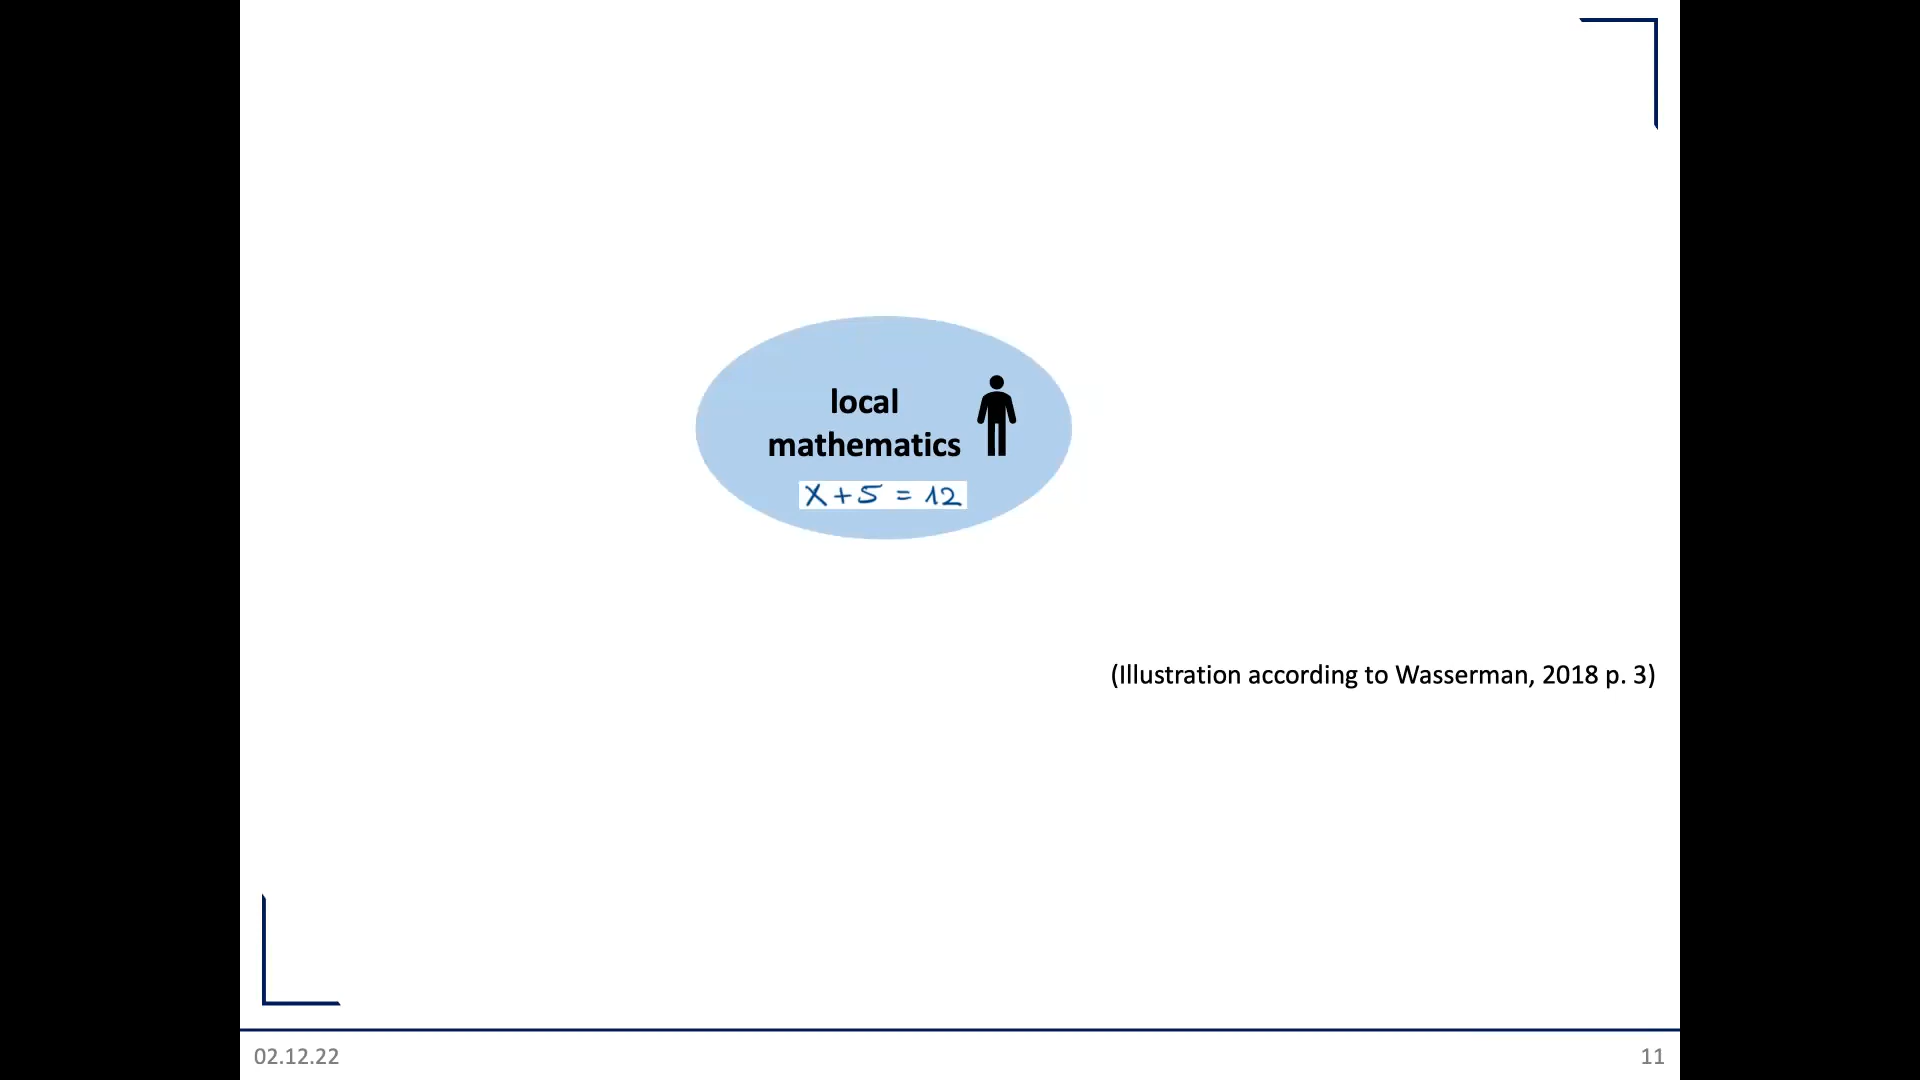 local
mathematics
x + 5 = 12
(Illustration according to Wasserman, 2018 p. 3)
02.12.22
11